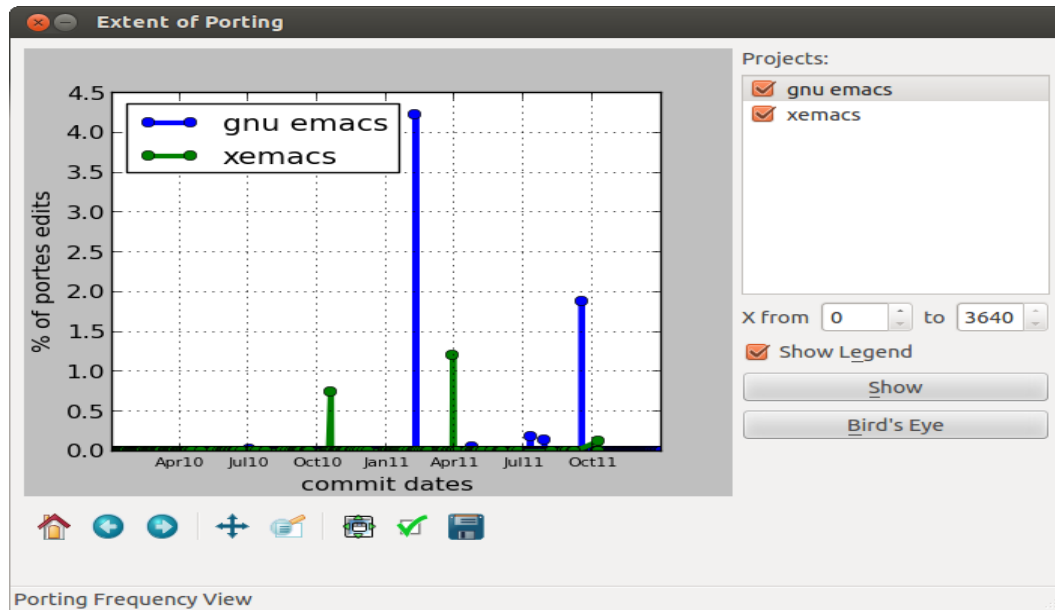 Extent of Porting
4.5
4.0
3.5
3.0
2.5
2.0
1.5
1.0
0.5
0.0
% of portes edits
gnu emacs
xemacs
Apr10 Jul10 Oct10 Jan11 Apr11 Jul11 Oct11
commit dates
Projects:
gnu emacs
xemacs
X from 0 to 3640
Show Legend
Show
Bird's Eye
Porting Frequency View